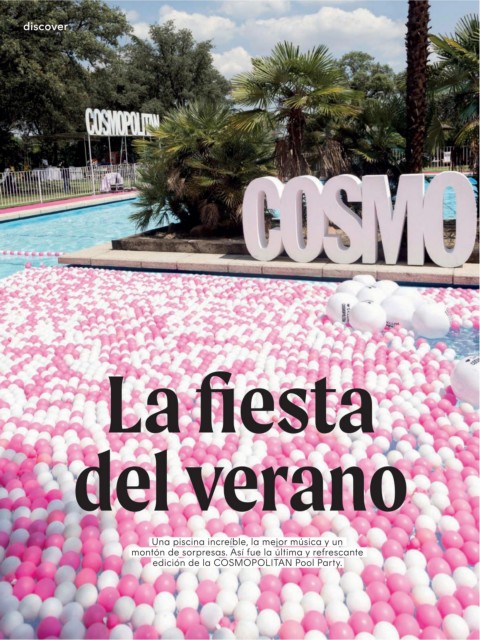 discover
COSMOPOLITAN
COSMO
La fiesta
del verano
Una piscina increíble, la mejor música y un
montón de sorpresas. Así fue la última y refrescante
edición de la COSMOPOLITAN Pool Party.